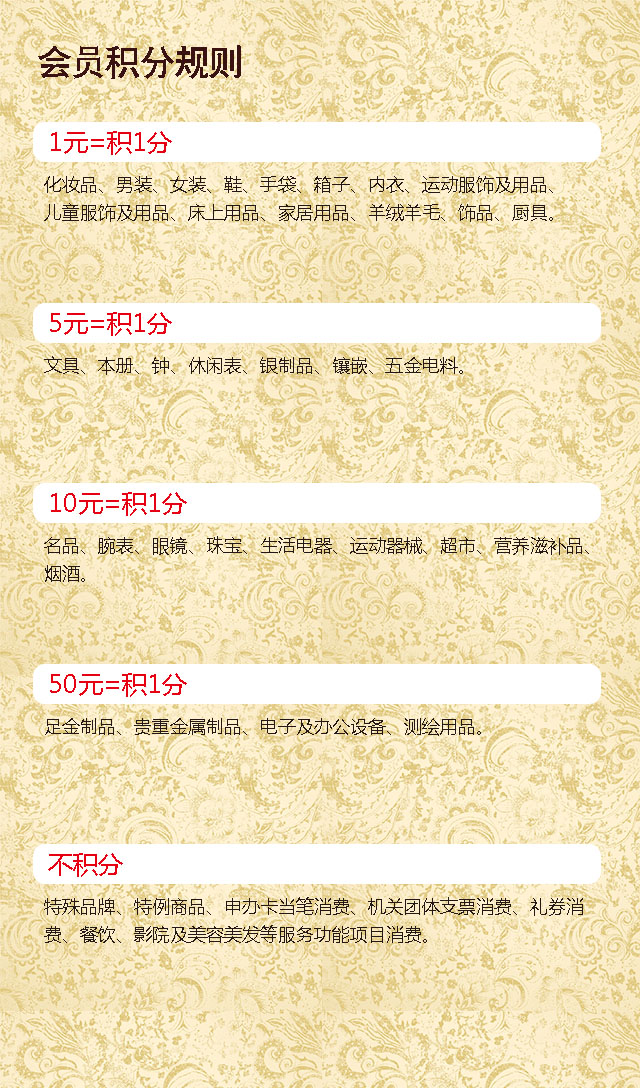 会员积分规则
1元=积1分
化妆品、男装、女装、鞋、手袋、箱子、内衣、运动服饰及用品、
儿童服饰及用品、床上用品、家居用品、羊绒羊毛、饰品、厨具。
5元=积1分
文具、本册、钟、休闲表、银制品、镶嵌、五金电料。
10元=积1分
名品、腕表、眼镜、珠宝、生活电器、运动器械、超市、营养滋补品、
烟酒。
50元=积1分
足金制品、贵重金属制品、电子及办公设备、测绘用品。
不积分
特殊品牌、特例商品、申办卡当笔消费、机关团体支票消费、礼券消
费、餐饮、影院及美容美发等服务功能项目消费。